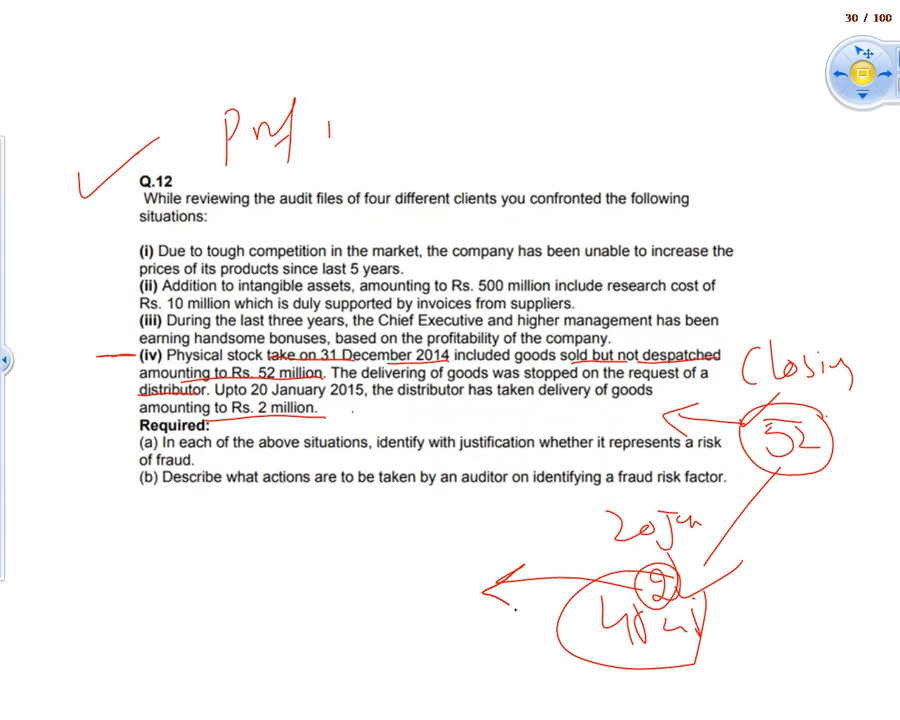 30 / 100
Q.12
While reviewing the audit files of four different clients you confronted the following
situations:
(i) Due to tough competition in the market, the company has been unable to increase the
prices of its products since last 5 years.
(ii) Addition to intangible assets, amounting to Rs. 500 million include research cost of
Rs. 10 million which is duly supported by invoices from suppliers.
(iii) During the last three years, the Chief Executive and higher management has been
earning handsome bonuses, based on the profitability of the company.
(iv) Physical stock take on 31 December 2014 included goods sold but not despatched
amounting to Rs. 52 million. The delivering of goods was stopped on the request of a
distributor. Upto 20 January 2015, the distributor has taken delivery of goods
amounting to Rs. 2 million.
Closing
52
Required:
(a) In each of the above situations, identify with justification whether it represents a risk
of fraud.
(b) Describe what actions are to be taken by an auditor on identifying a fraud risk factor.
20 Jan
2